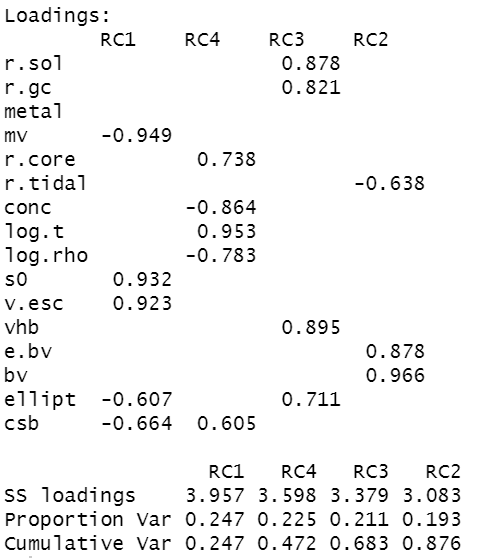 Loadings:
        RC1    RC4    RC3    RC2
r.sol                  0.878
r.gc                   0.821
metal
mv      -0.949
r.core          0.738
r.tidal                      -0.638
conc           -0.864
log.t           0.953
log.rho        -0.783
s0       0.932
v.esc    0.923
vhb                    0.895
e.bv                          0.878
bv                            0.966
ellipt  -0.607         0.711
csb     -0.664  0.605

                 RC1   RC4   RC3   RC2
SS loadings    3.957 3.598 3.379 3.083
Proportion Var 0.247 0.225 0.211 0.193
Cumulative Var 0.247 0.472 0.683 0.876